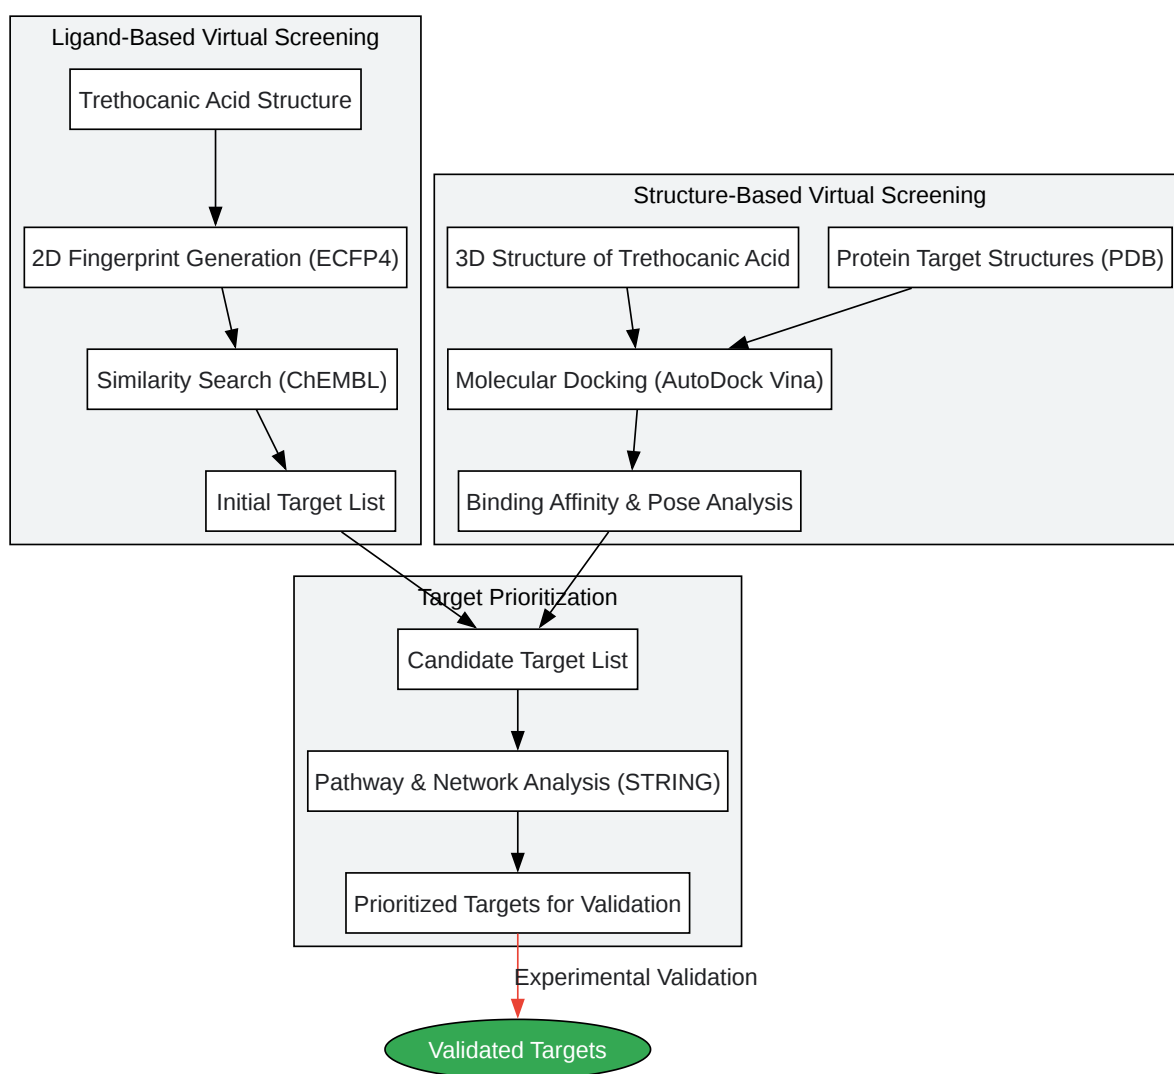 Ligand-Based Virtual Screening
Trethocanic Acid Structure
2D Fingerprint Generation (ECFP4)
Similarity Search (ChEMBL)
Initial Target List
Structure-Based Virtual Screening
3D Structure of Trethocanic Acid
Protein Target Structures (PDB)
Molecular Docking (AutoDock Vina)
Binding Affinity & Pose Analysis
Target Prioritization
Candidate Target List
Pathway & Network Analysis (STRING)
Prioritized Targets for Validation
Experimental Validation
Validated Targets